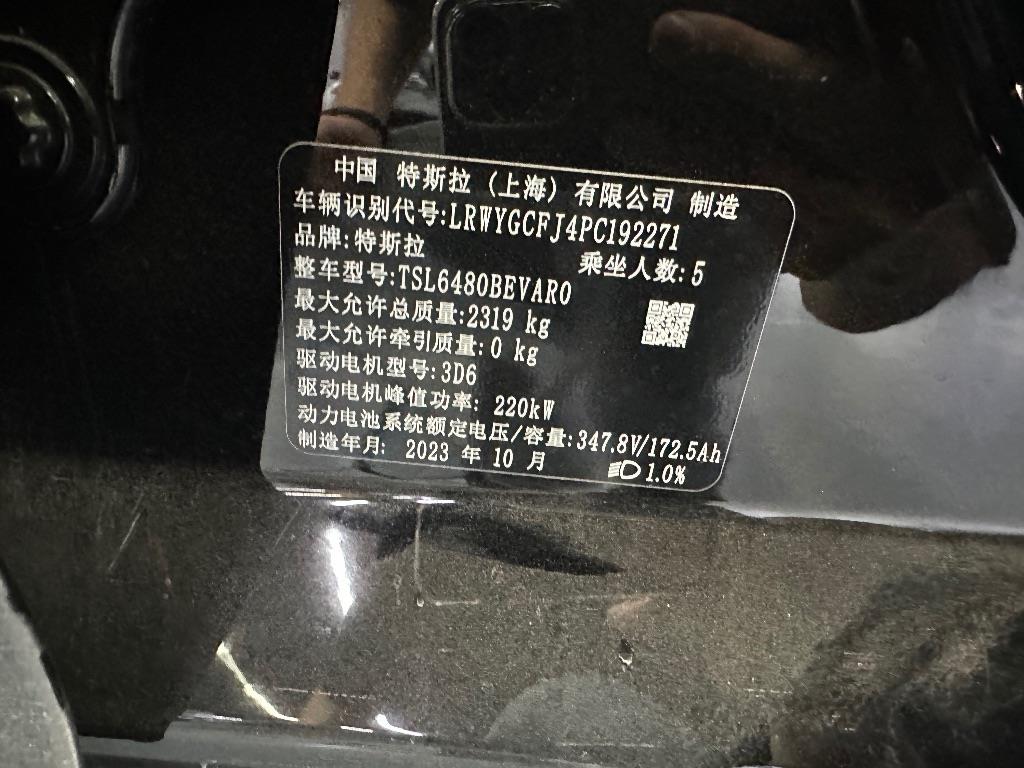 中国 特斯拉 (上海) 有限公司 制造
车辆识别代号:LRWYGCFJ4PC192271
品牌:特斯拉 乘坐人数:5
整车型号:TSL6480BEVAR0
最大允许总质量:2319 kg
最大允许牵引质量:0 kg
驱动电机型号:3D6
驱动电机峰值功率: 220kW
动力电池系统额定电压/容量:347.8V/172.5Ah
制造年月: 2023 年 10 月 1.0%